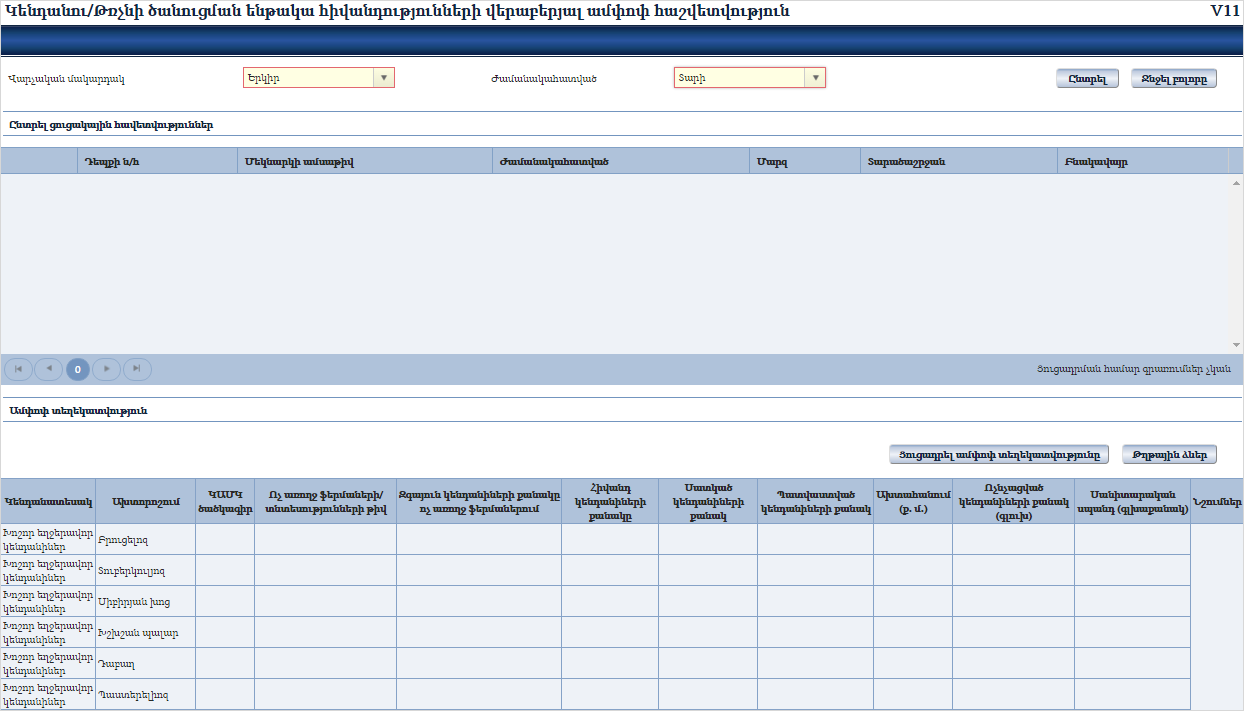 Կենդանու/Թռչնի ծանուցման ենթակա հիվանդությունների վերաբերյալ ամփոփ հաշվետվություն V11
Վարչական մակարդակ Երկիր Ժամանակահատված Տարի Ընտրել Ջնջել բոլորը
Ընտրել ցուցակային հավետվություններ
Դեպքի ն/հ Մեկնարկի ամսաթիվ Ժամանակահատված Մարզ Տարածաշրջան Բնակավայր
0 Ցուցադրման համար գրառումներ չկան
Ամփոփ տեղեկատվություն
Ցուցադրել ամփոփ տեղեկատվությունը Թղթային ձևեր
Կենդանատեսակ Ախտորոշում ԿԱՄԿ ծածկագիր Ոչ առողջ ֆերմաների/ տնտեսությունների թիվ Զգայուն կենդանիների քանակը ոչ առողջ ֆերմաներում Հիվանդ կենդանիների քանակը Սատկած կենդանիների քանակ Պատվաստված կենդանիների քանակ Ախտահանում (ք. մ.) Ոչնչացված կենդանիների քանակ (գլուխ) Սանիտարական սպանդ (գլխաքանակ) Նշումներ
Խոշոր եղջերավոր կենդանիներ Բրուցելոզ
Խոշոր եղջերավոր կենդանիներ Տուբերկուլյոզ
Խոշոր եղջերավոր կենդանիներ Սիբիրյան խոց
Խոշոր եղջերավոր կենդանիներ Խշխշան պալար
Խոշոր եղջերավոր կենդանիներ Դաբաղ
Խոշոր եղջերավոր կենդանիներ Պաստերելիոզ